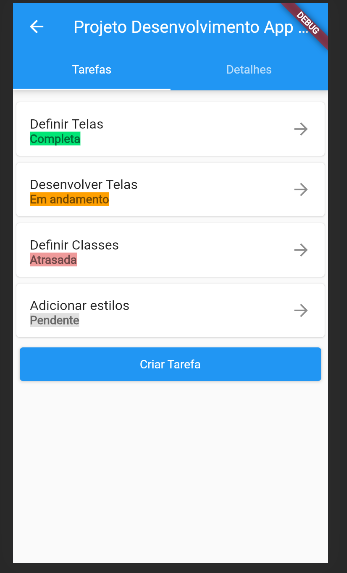 Projeto Desenvolvimento App ...
DEBUG
Tarefas
Detalhes
Definir Telas
Completa
Desenvolver Telas
Em andamento
Definir Classes
Atrasada
Adicionar estilos
Pendente
Criar Tarefa